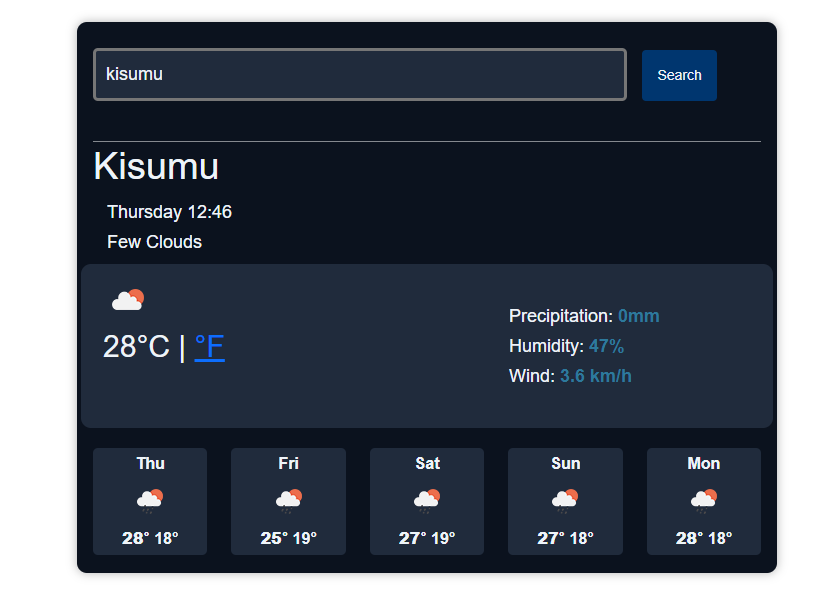 kisumu
Search
Kisumu
Thursday 12:46
Few Clouds
28°C | °F
Precipitation: 0mm
Humidity: 47%
Wind: 3.6 km/h
Thu
28° 18°
Fri
25° 19°
Sat
27° 19°
Sun
27° 18°
Mon
28° 18°